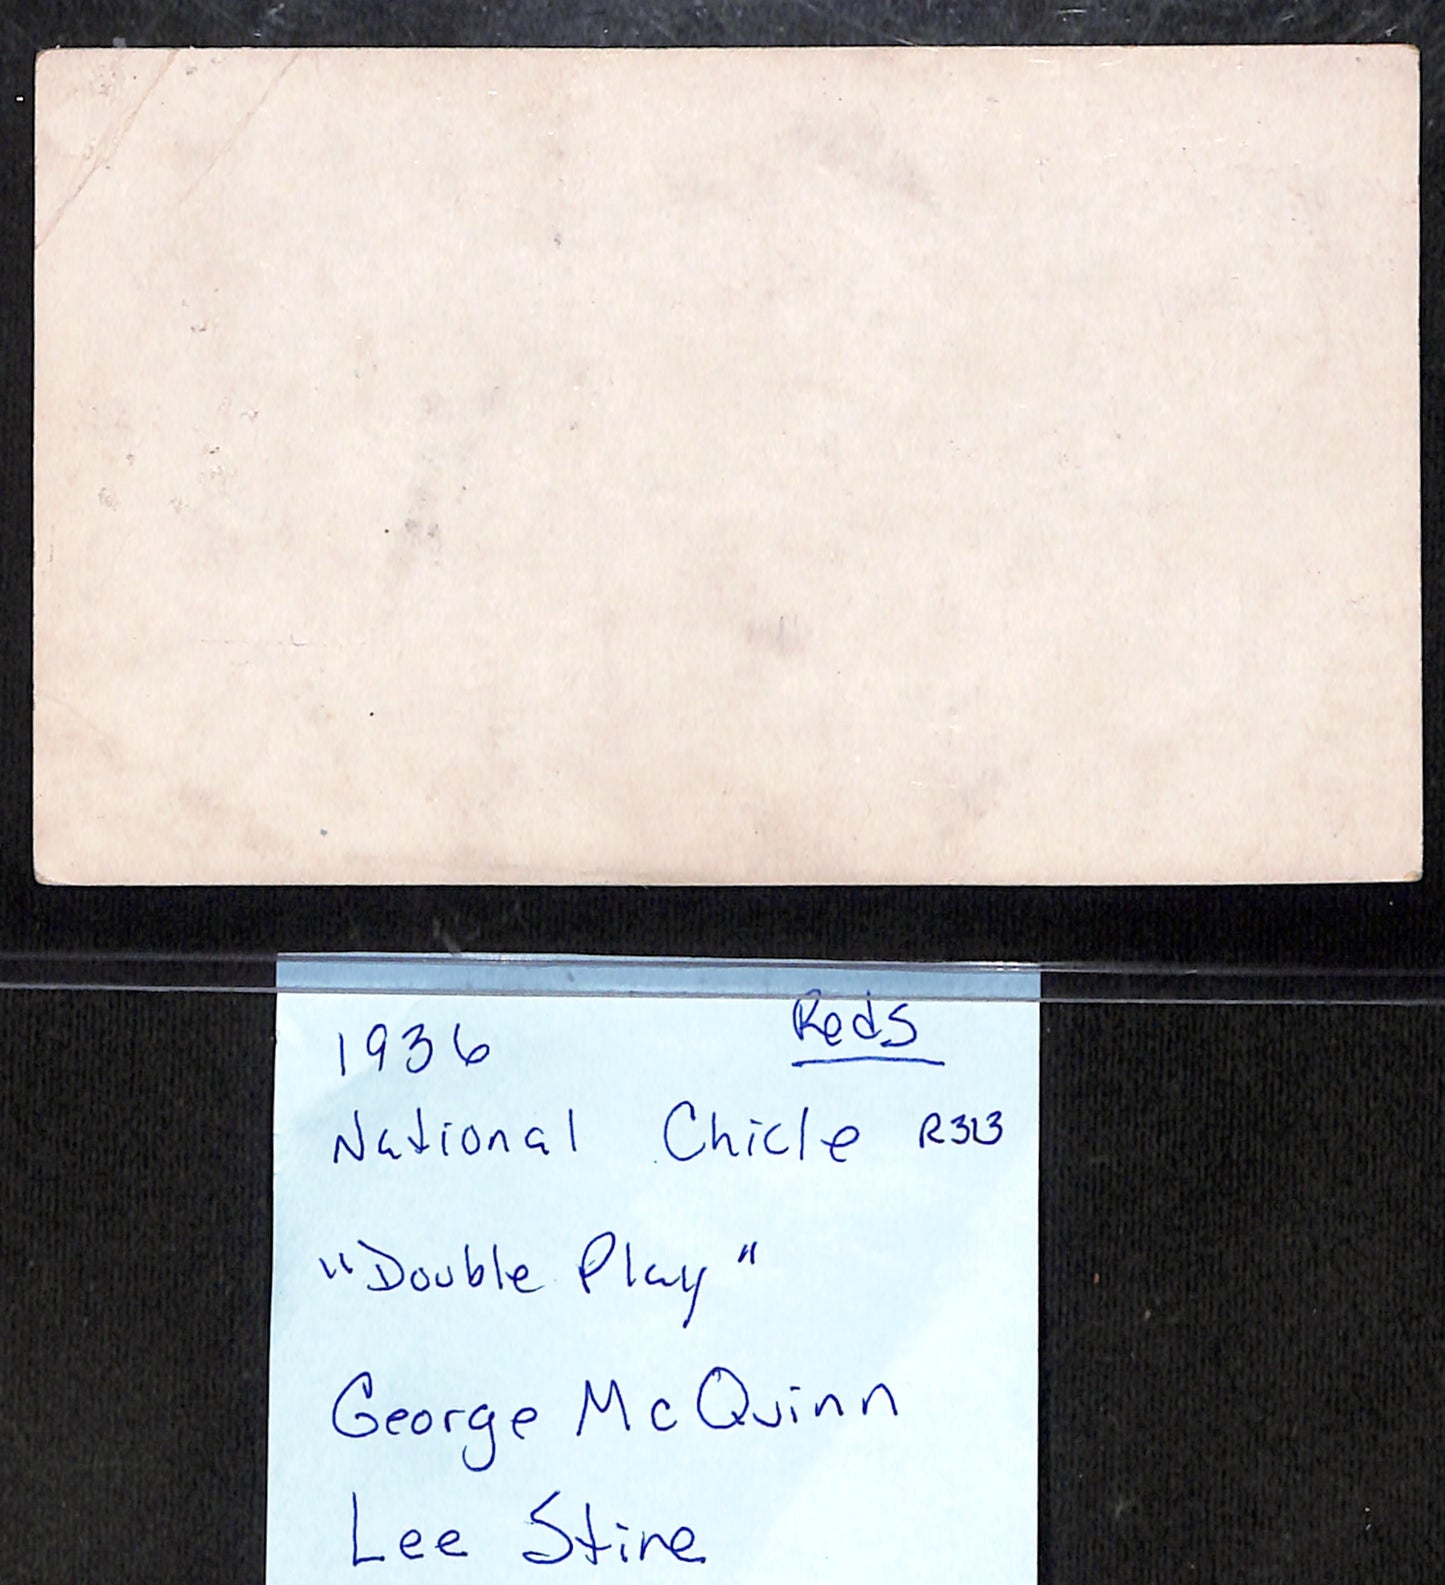 1936 Reds
National Chicle R313
"Double Play"
George McQuinn
Lee Stine